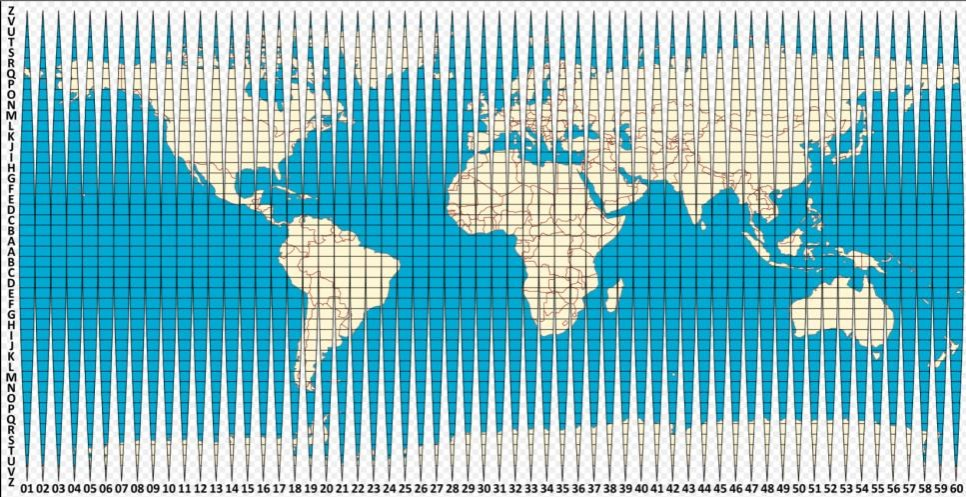 Z
V
U
T
S
R
Q
P
O
N
M
L
K
J
I
H
G
F
E
D
C
B
A
A
B
C
D
E
F
G
H
I
J
K
L
M
N
O
P
Q
R
S
T
U
V
Z
01 02 03 04 05 06 07 08 09 10 11 12 13 14 15 16 17 18 19 20 21 22 23 24 25 26 27 28 29 30 31 32 33 34 35 36 37 38 39 40 41 42 43 44 45 46 47 48 49 50 51 52 53 54 55 56 57 58 59 60